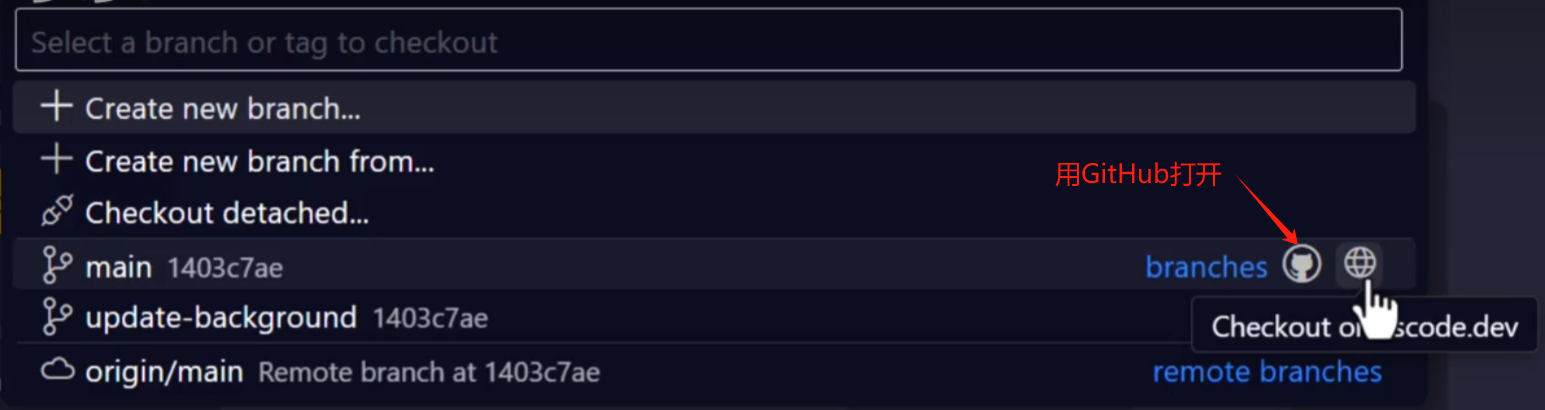 Select a branch or tag to checkout
Create new branch...
Create new branch from...
用GitHub打开
Checkout detached...
main 1403c7ae branches
update-background 1403c7ae
Checkout scode.dev
origin/main Remote branch at 1403c7ae remote branches